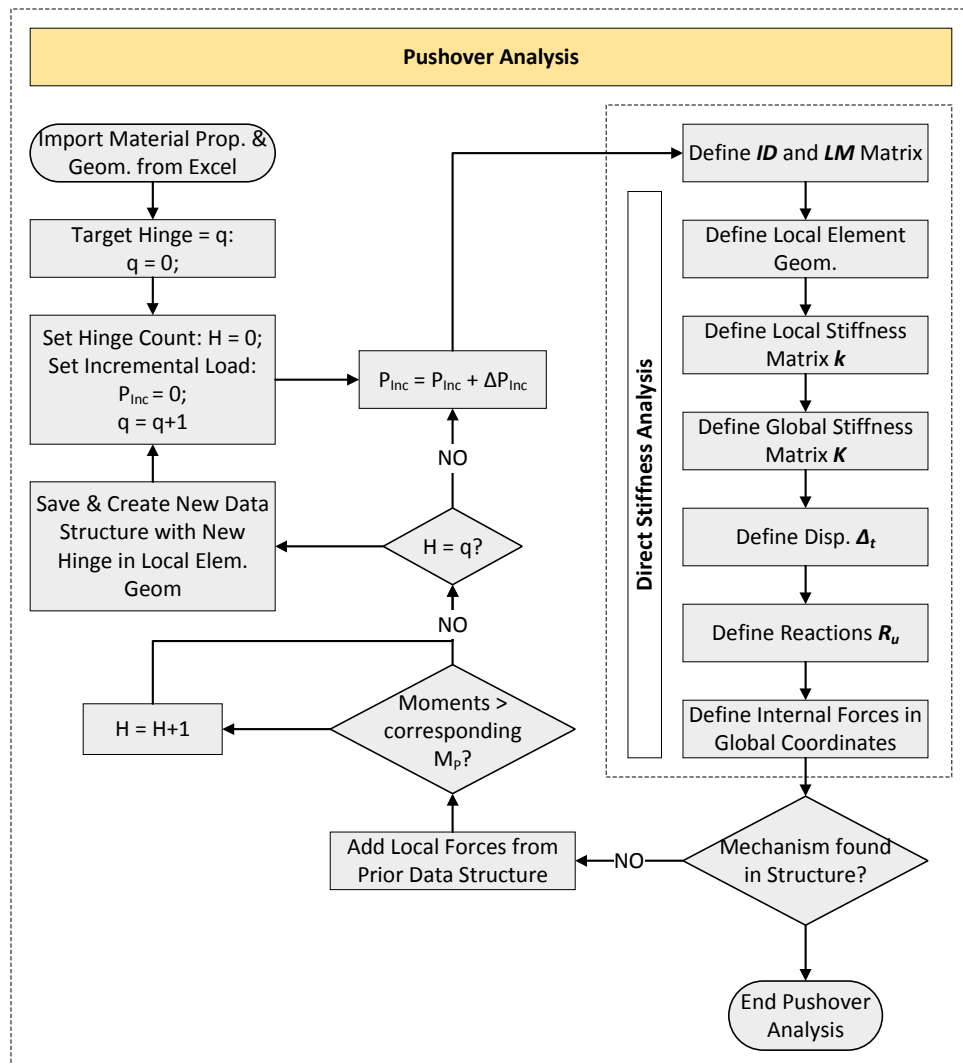 Pushover Analysis
Import Material Prop. &
Geom. from Excel
Target Hinge = q:
q = 0;
Set Hinge Count: H = 0;
Set Incremental Load:
P_Inc = 0;
q = q+1
P_Inc = P_Inc + ΔP_Inc
NO
Save & Create New Data
Structure with New
Hinge in Local Elem.
Geom
H = q?
NO
H = H+1
Moments >
corresponding
M_P?
Add Local Forces from
Prior Data Structure
NO
Direct Stiffness Analysis
Define ID and LM Matrix
Define Local Element
Geom.
Define Local Stiffness
Matrix k
Define Global Stiffness
Matrix K
Define Disp. Δ_t
Define Reactions R_u
Define Internal Forces in
Global Coordinates
Mechanism found
in Structure?
End Pushover
Analysis